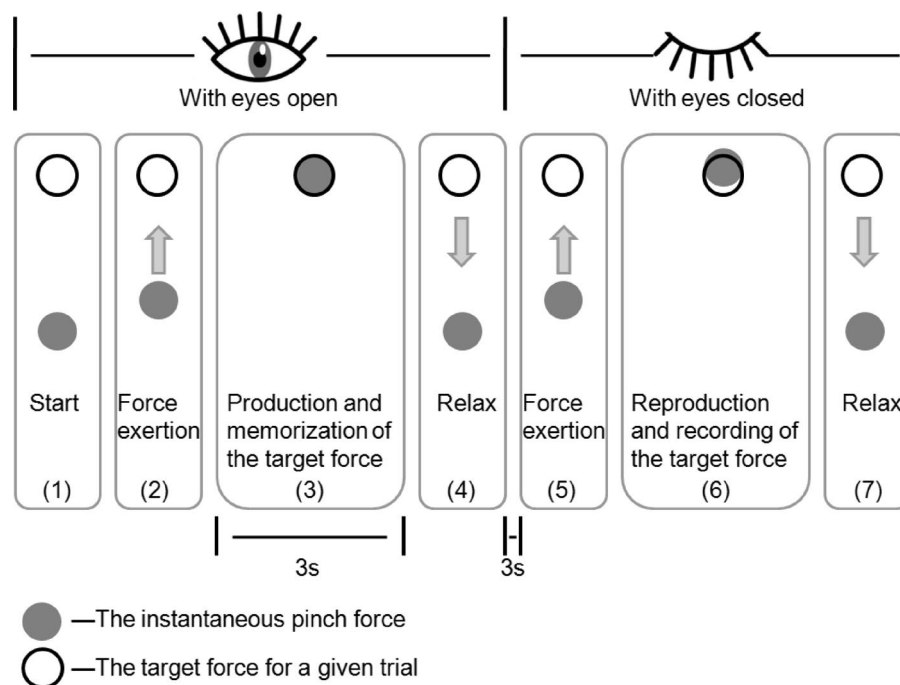 With eyes open
With eyes closed
Start
(1)
Force
exertion
(2)
Production and
memorization of
the target force
(3)
Relax
(4)
Force
exertion
(5)
Reproduction
and recording of
the target force
(6)
Relax
(7)
3s
3s
—The instantaneous pinch force
—The target force for a given trial